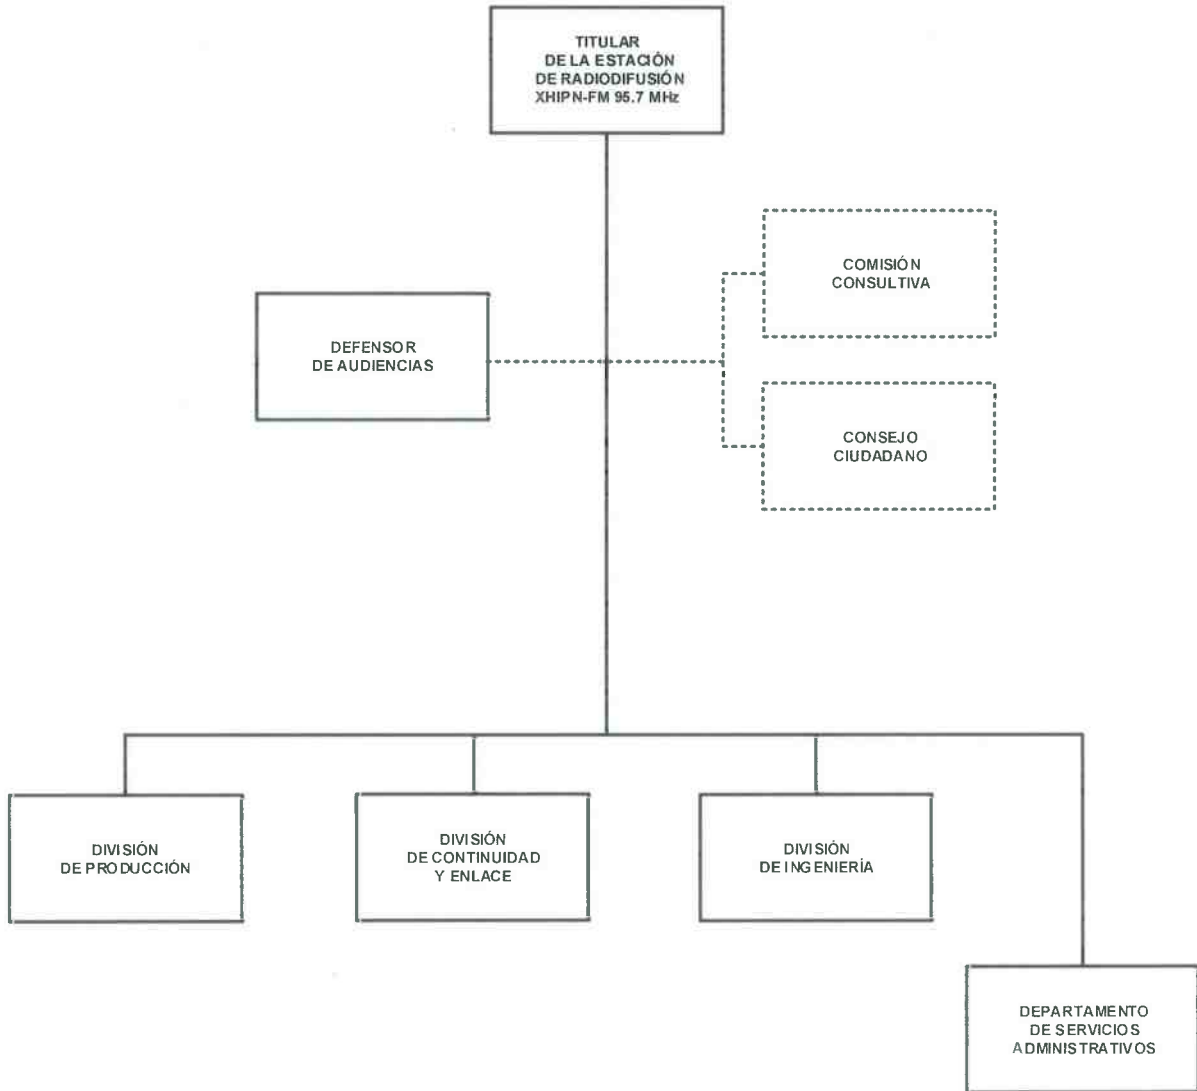 TITULAR
DE LA ESTACIÓN
DE RADIODIFUSIÓN
XHIPN-FM 95.7 MHz
COMISIÓN
CONSULTIVA
DEFENSOR
DE AUDIENCIAS
CONSEJO
CIUDADANO
DIVISIÓN
DE PRODUCCIÓN
DIVISIÓN
DE CONTINUIDAD
Y ENLACE
DIVISIÓN
DE INGENIERÍA
DEPARTAMENTO
DE SERVICIOS
ADMINISTRATIVOS